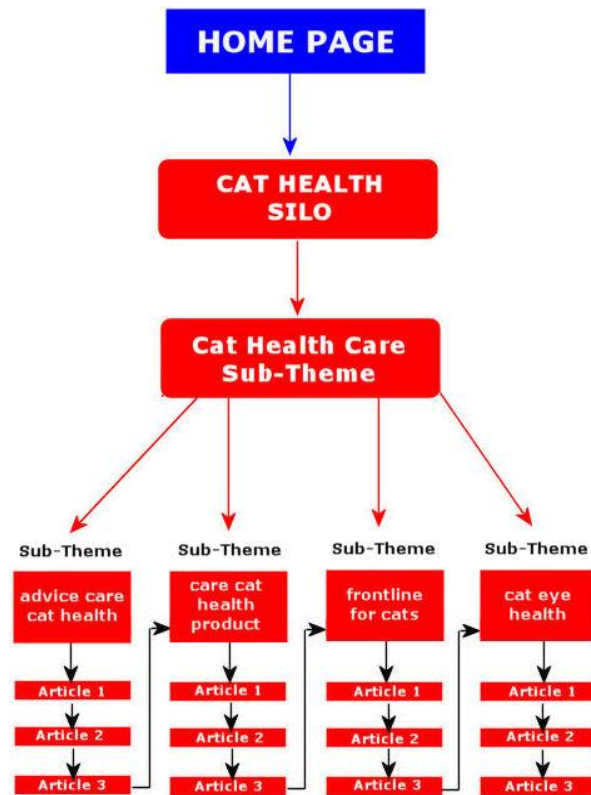 HOME PAGE
CAT HEALTH
SILO
Cat Health Care
Sub-Theme
Sub-Theme
advice care
cat health
Article 1
Article 2
Article 3
Sub-Theme
care cat
health
product
Article 1
Article 2
Article 3
Sub-Theme
frontline
for cats
Article 1
Article 2
Article 3
Sub-Theme
cat eye
health
Article 1
Article 2
Article 3